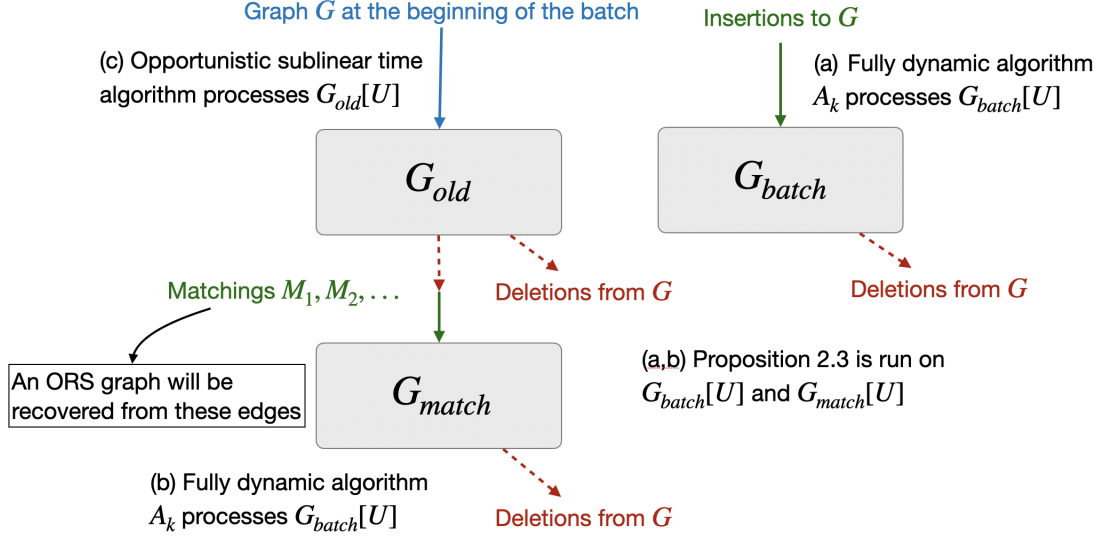 Graph G at the beginning of the batch
Insertions to G
(c) Opportunistic sublinear time
algorithm processes G_old[U]
(a) Fully dynamic algorithm
A_k processes G_batch[U]
G_old
G_batch
Matchings M_1, M_2, ...
Deletions from G
Deletions from G
An ORS graph will be
recovered from these edges
G_match
(a,b) Proposition 2.3 is run on
G_batch[U] and G_match[U]
(b) Fully dynamic algorithm
A_k processes G_batch[U]
Deletions from G